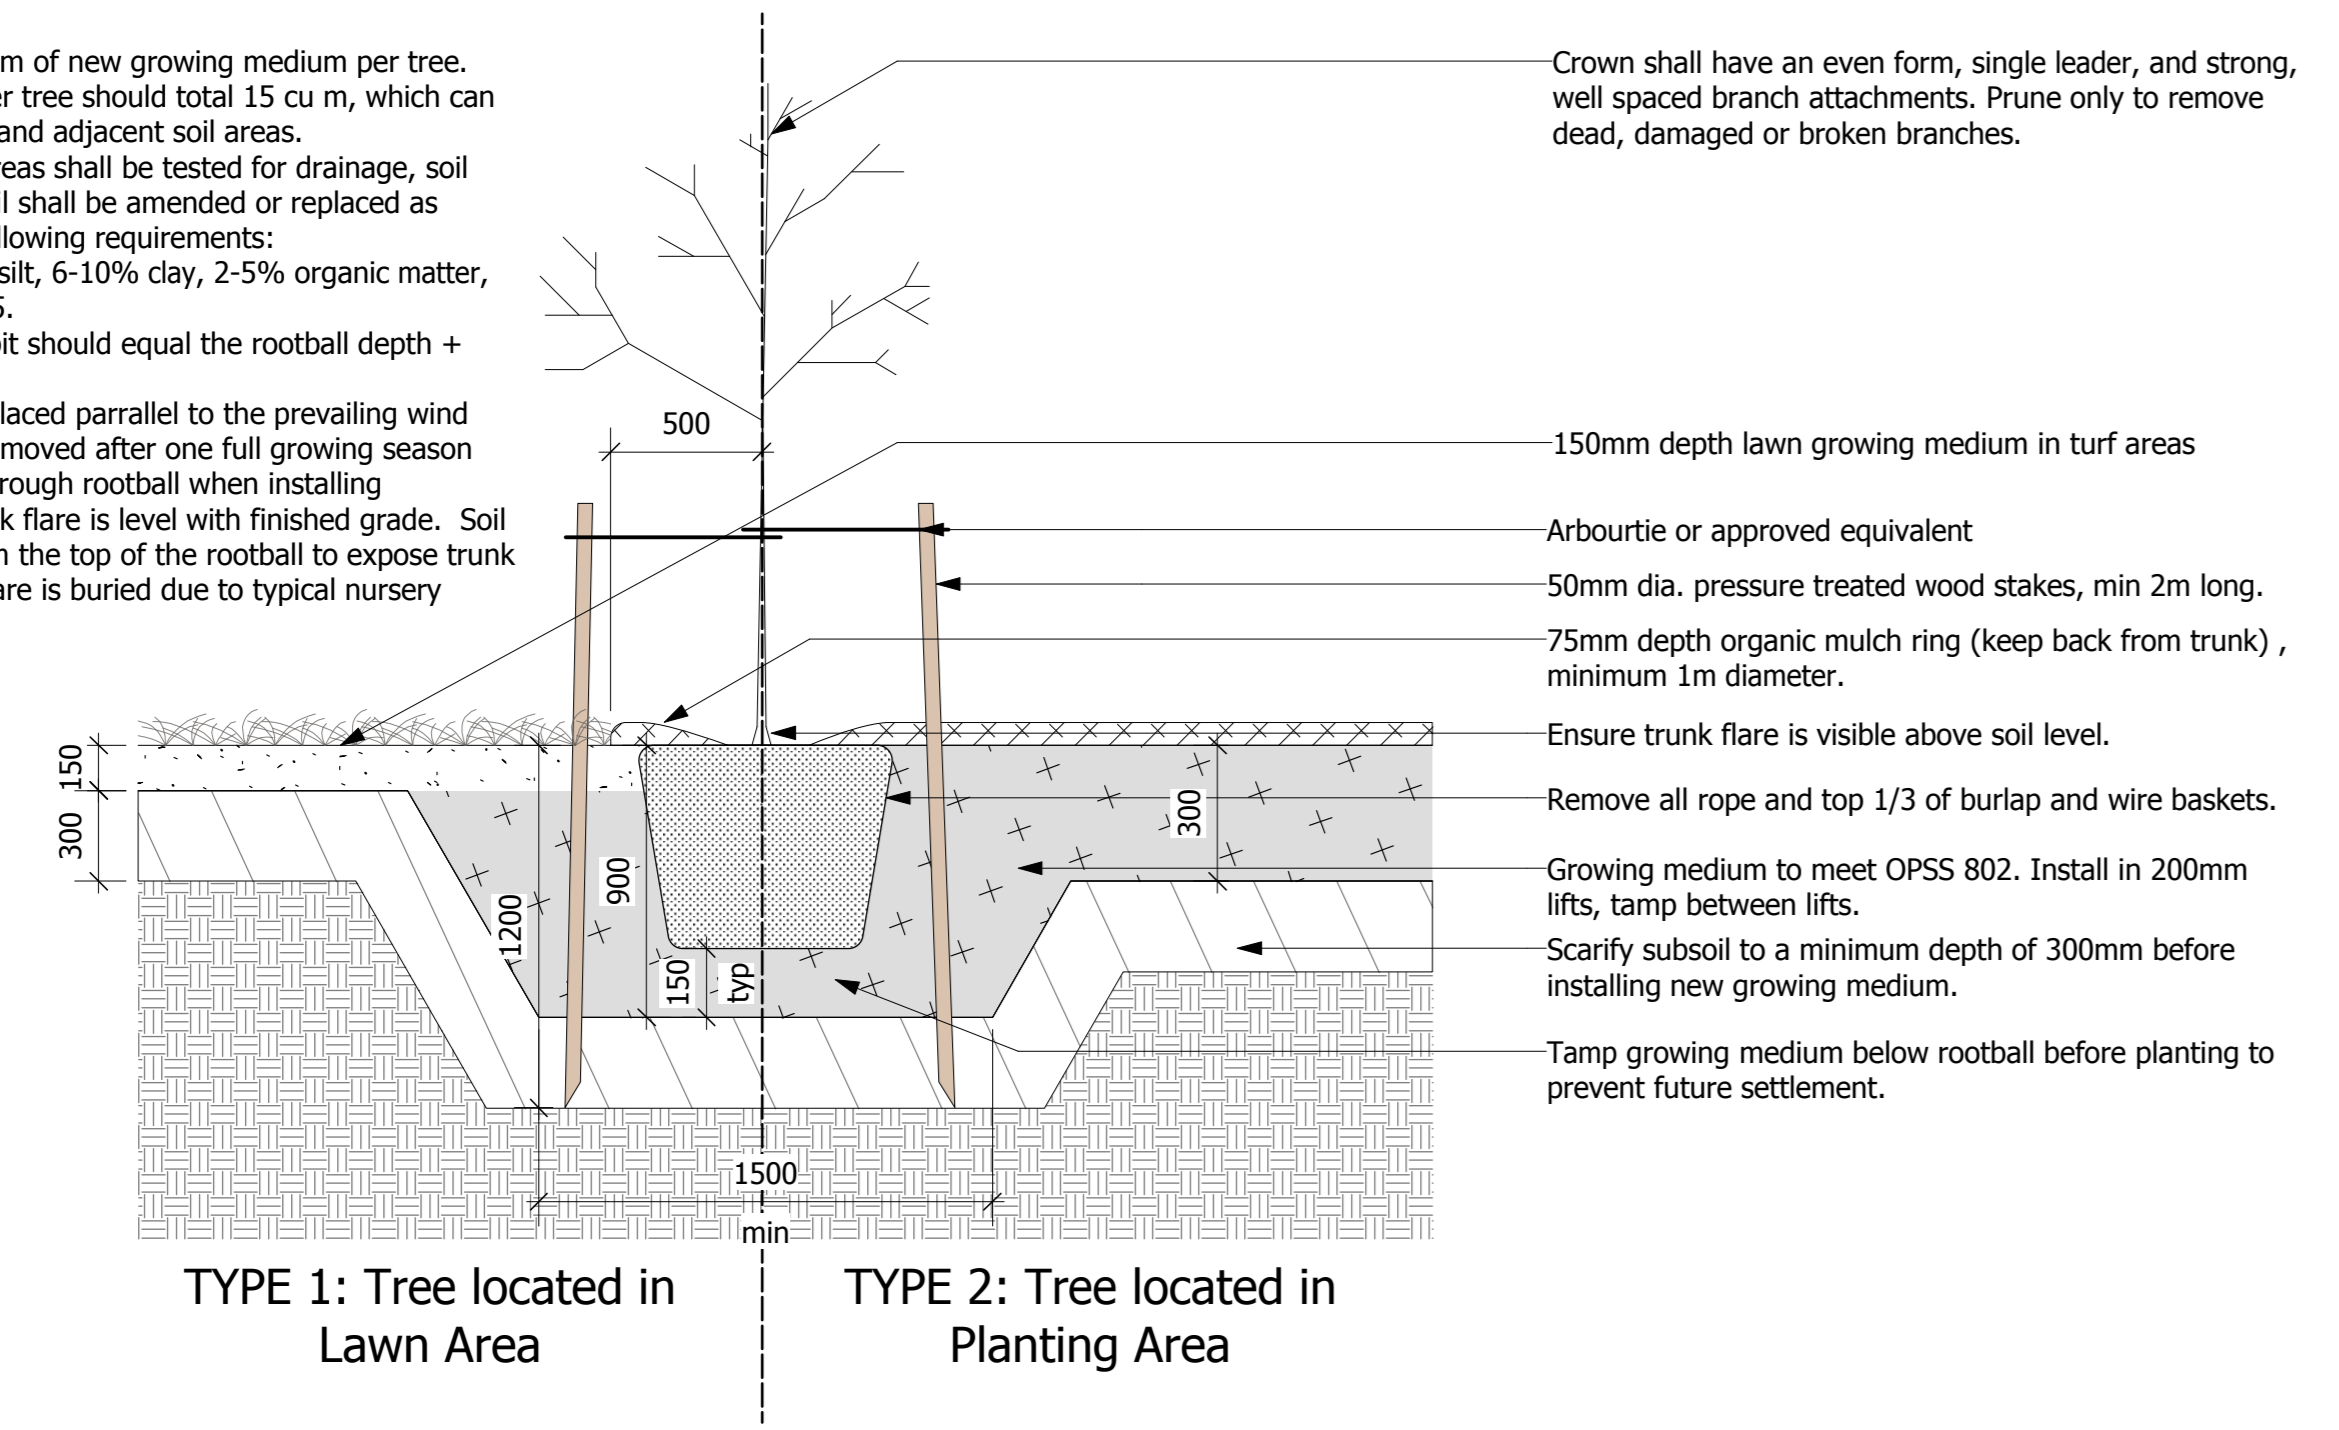 m of new growing medium per tree.
er tree should total 15 cu m, which can
and adjacent soil areas.
reas shall be tested for drainage, soil
il shall be amended or replaced as
llowing requirements:
silt, 6-10% clay, 2-5% organic matter,
5.
pit should equal the rootball depth +
laced parrallel to the prevailing wind
moved after one full growing season
rough rootball when installing
k flare is level with finished grade.  Soil
m the top of the rootball to expose trunk
are is buried due to typical nursery
Crown shall have an even form, single leader, and strong,
well spaced branch attachments. Prune only to remove
dead, damaged or broken branches.
500
150mm depth lawn growing medium in turf areas
Arbourtie or approved equivalent
50mm dia. pressure treated wood stakes, min 2m long.
75mm depth organic mulch ring (keep back from trunk) ,
minimum 1m diameter.
Ensure trunk flare is visible above soil level.
Remove all rope and top 1/3 of burlap and wire baskets.
Growing medium to meet OPSS 802. Install in 200mm
lifts, tamp between lifts.
Scarify subsoil to a minimum depth of 300mm before
installing new growing medium.
Tamp growing medium below rootball before planting to
prevent future settlement.
150
300
1200
900
150
typ
300
1500
min
TYPE 1: Tree located in
Lawn Area
TYPE 2: Tree located in
Planting Area